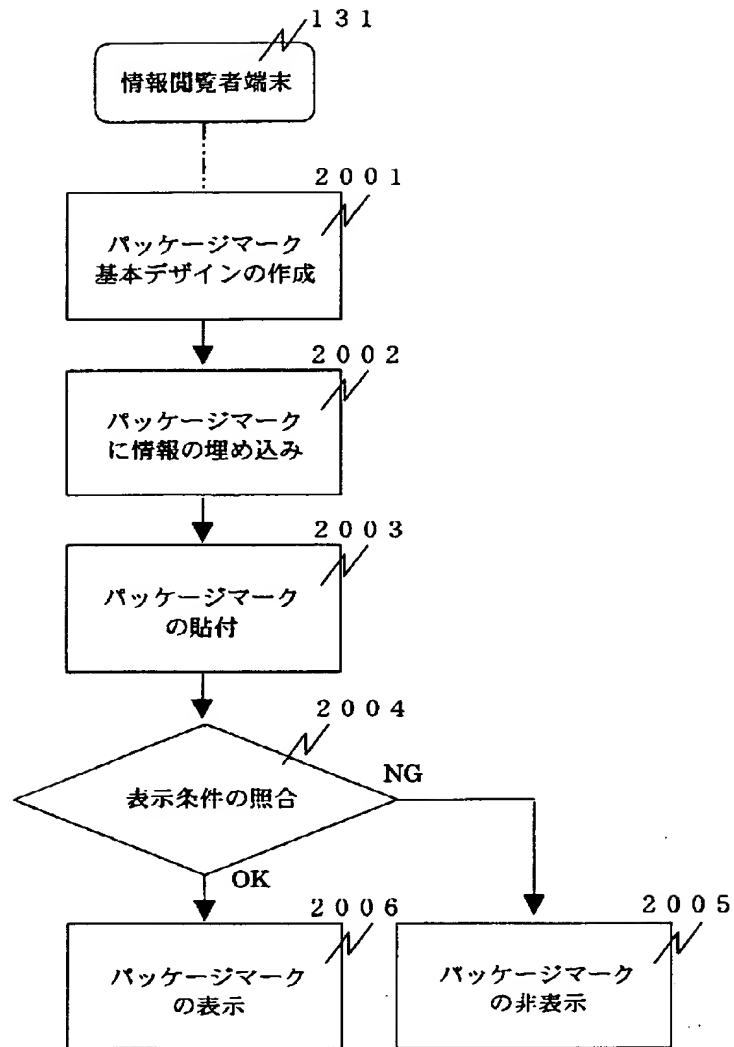 １３１
情報閲覧者端末
２００１
パッケージマーク
基本デザインの作成
２００２
パッケージマーク
に情報の埋め込み
２００３
パッケージマーク
の貼付
２００４
表示条件の照合
NG
OK
２００６
パッケージマーク
の表示
２００５
パッケージマーク
の非表示